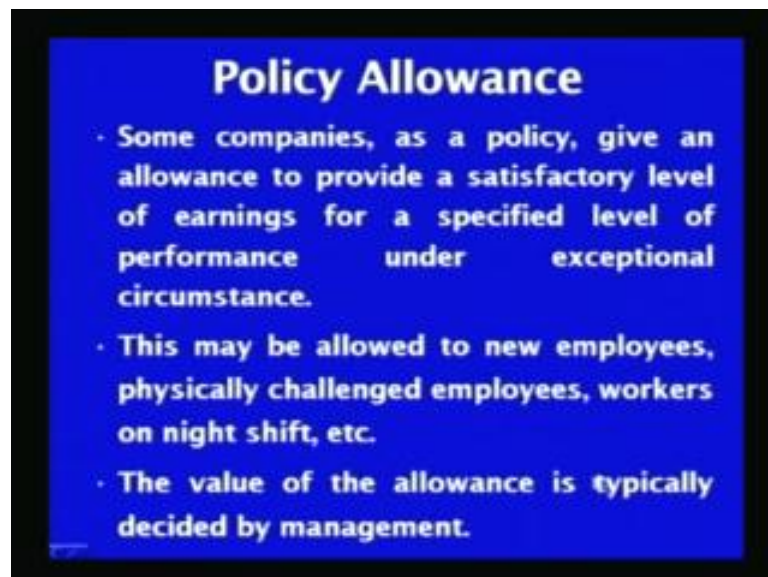 Policy Allowance
· Some companies, as a policy, give an
allowance to provide a satisfactory level
of earnings for a specified level of
performance under exceptional
circumstance.
· This may be allowed to new employees,
physically challenged employees, workers
on night shift, etc.
· The value of the allowance is typically
decided by management.